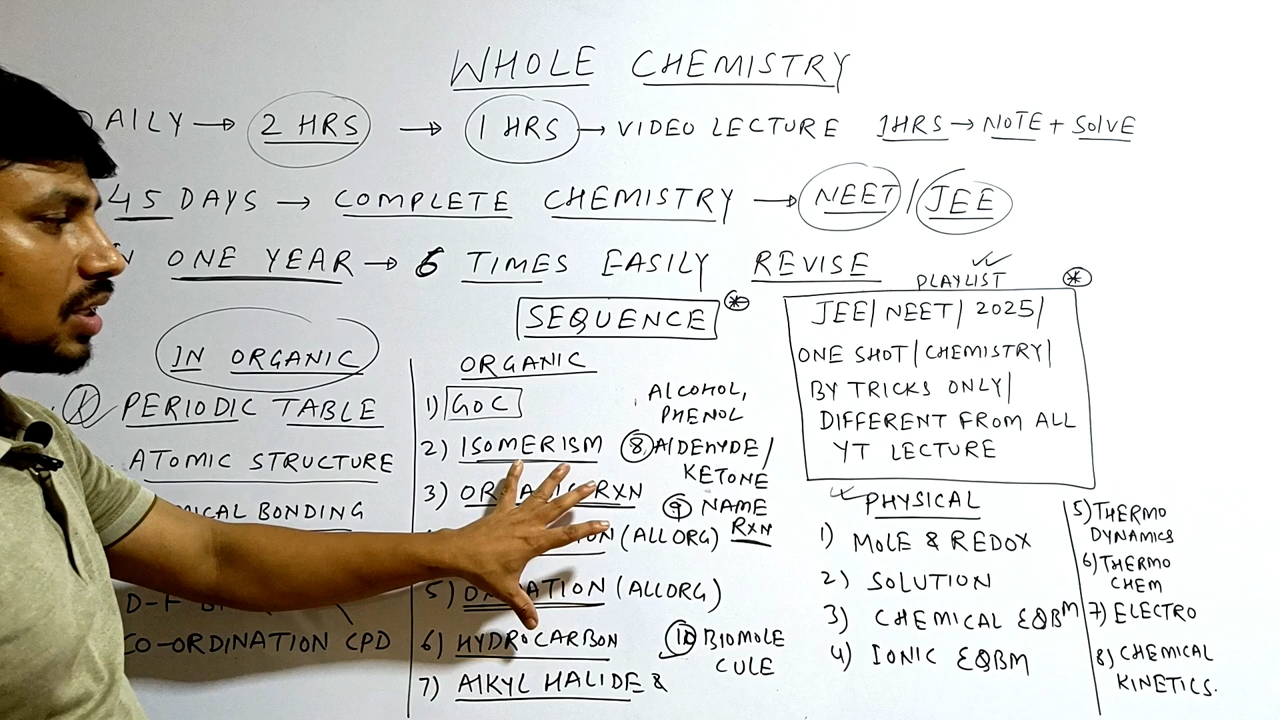 WHOLE CHEMISTRY
DAILY → 2 HRS → 1 HRS → VIDEO LECTURE 1HRS → NOTE + SOLVE
45 DAYS → COMPLETE CHEMISTRY → NEET / JEE
ONE YEAR → 6 TIMES EASILY REVISE
SEQUENCE
PLAYLIST
JEE/NEET/2025/
ONE SHOT/CHEMISTRY/
BY TRICKS ONLY/
DIFFERENT FROM ALL
YT LECTURE
IN ORGANIC
PERIODIC TABLE
ATOMIC STRUCTURE
BONDING
D-F
CO-ORDINATION CPD
ORGANIC
1) GOC
2) ISOMERISM
3) RXN
(ALL ORG)
5) (ALLORG)
6) HYDROCARBON
7) AlKYL HALIDE &
ALCOHOL,
PHENOL
8 AlDEHYDE/
KETONE
9 NAME
RXN
10 BIOMOLE
CULE
PHYSICAL
1) MOLE & REDOX
2) SOLUTION
3) CHEMICAL EQBM
4) IONIC EQBM
5) THERMO
DYNAMICS
6) THERMO
CHEM
7) ELECTRO
8) CHEMICAL
KINETICS.